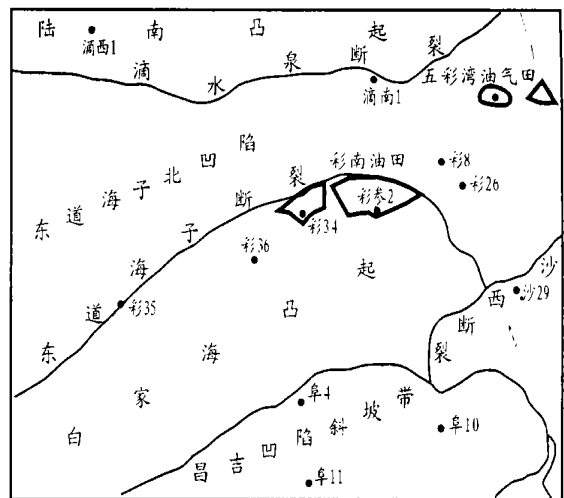 陆南凸起
滴西1
滴水泉断裂
滴南1
五彩湾油气田
东道海子北凹陷
彩南油田
彩8
彩26
彩参2
彩34
彩36
彩35
东道海子断裂
沙西断裂
沙29
白家海凸起
阜4
阜10
阜11
昌吉凹陷斜坡带